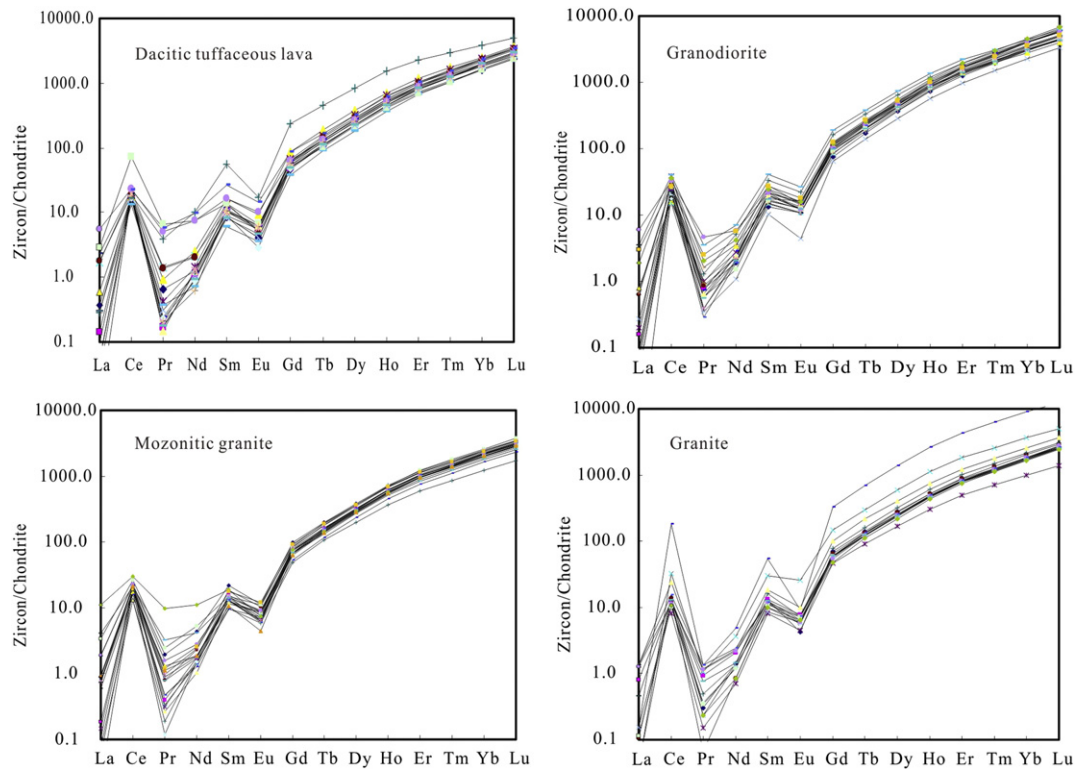 10000.0
Dacitic tuffaceous lava
1000.0
100.0
10.0
1.0
0.1
Zircon/Chondrite
La Ce Pr Nd Sm Eu Gd Tb Dy Ho Er Tm Yb Lu
10000.0
Granodiorite
1000.0
100.0
10.0
1.0
0.1
Zircon/Chondrite
La Ce Pr Nd Sm Eu Gd Tb Dy Ho Er Tm Yb Lu
10000.0
Mozonitic granite
1000.0
100.0
10.0
1.0
0.1
Zircon/Chondrite
La Ce Pr Nd Sm Eu Gd Tb Dy Ho Er Tm Yb Lu
10000.0
Granite
1000.0
100.0
10.0
1.0
0.1
Zircon/Chondrite
La Ce Pr Nd Sm Eu Gd Tb Dy Ho Er Tm Yb Lu